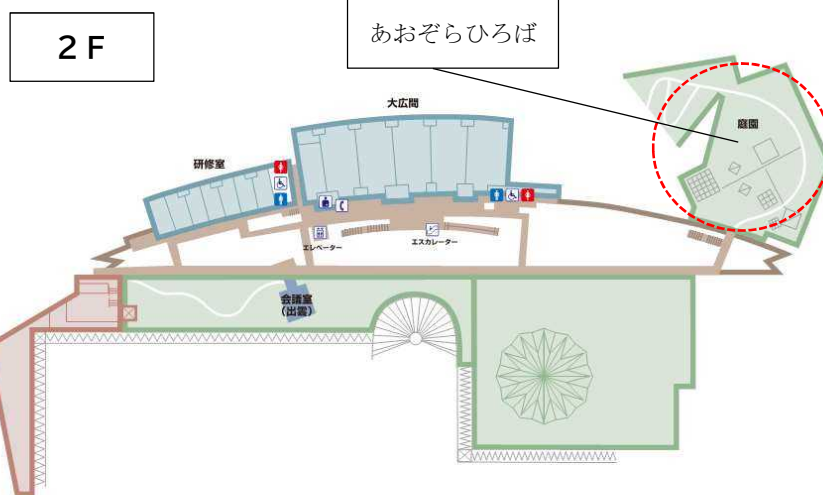 ２Ｆ
あおぞらひろば
大広間
庭園
研修室
エレベーター
エスカレーター
会議室
（出雲）